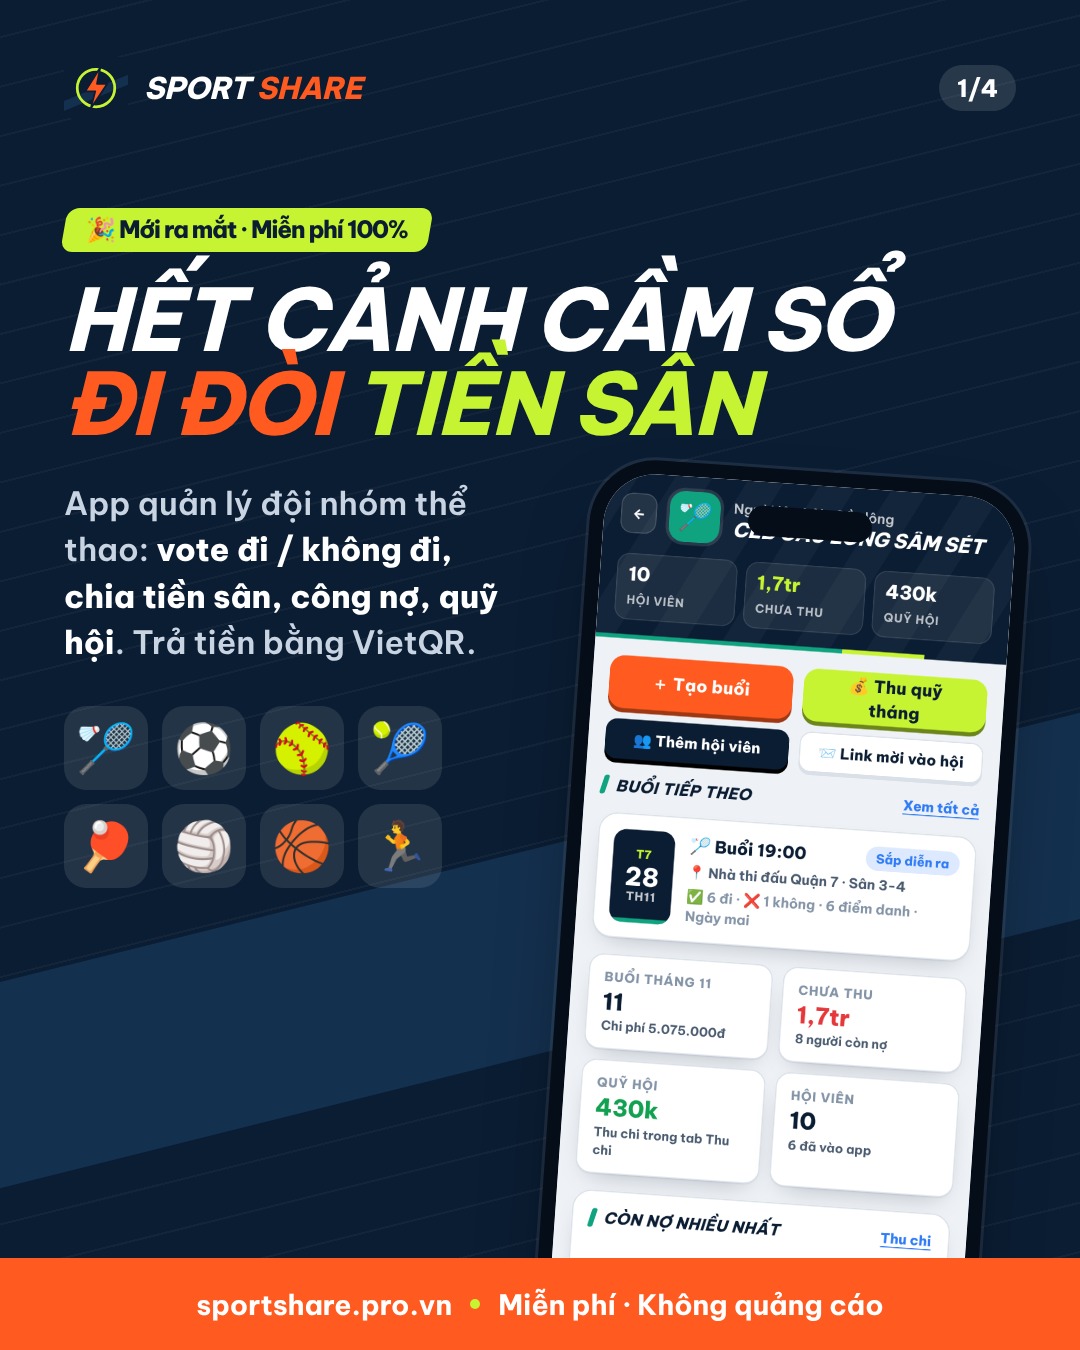 SPORT SHARE
1/4
🎉 Mới ra mắt · Miễn phí 100%
HẾT CẢNH CẦM SỔ
ĐI ĐÒI TIỀN SÂN
App quản lý đội nhóm thể
thao: vote đi / không đi,
chia tiền sân, công nợ, quỹ
hội. Trả tiền bằng VietQR.
SẤM SÉT
10
HỘI VIÊN
1,7tr
CHƯA THU
430k
QUỸ HỘI
+ Tạo buổi
💰 Thu quỹ
tháng
👥 Thêm hội viên
📨 Link mời vào hội
BUỔI TIẾP THEO
Xem tất cả
T7
28
TH11
🏸 Buổi 19:00
Sắp diễn ra
📍 Nhà thi đấu Quận 7 · Sân 3-4
✅ 6 đi · ❌ 1 không · 6 điểm danh ·
Ngày mai
BUỔI THÁNG 11
11
Chi phí 5.075.000đ
CHƯA THU
1,7tr
8 người còn nợ
QUỸ HỘI
430k
Thu chi trong tab Thu
chi
HỘI VIÊN
10
6 đã vào app
CÒN NỢ NHIỀU NHẤT
Thu chi
sportshare.pro.vn • Miễn phí · Không quảng cáo